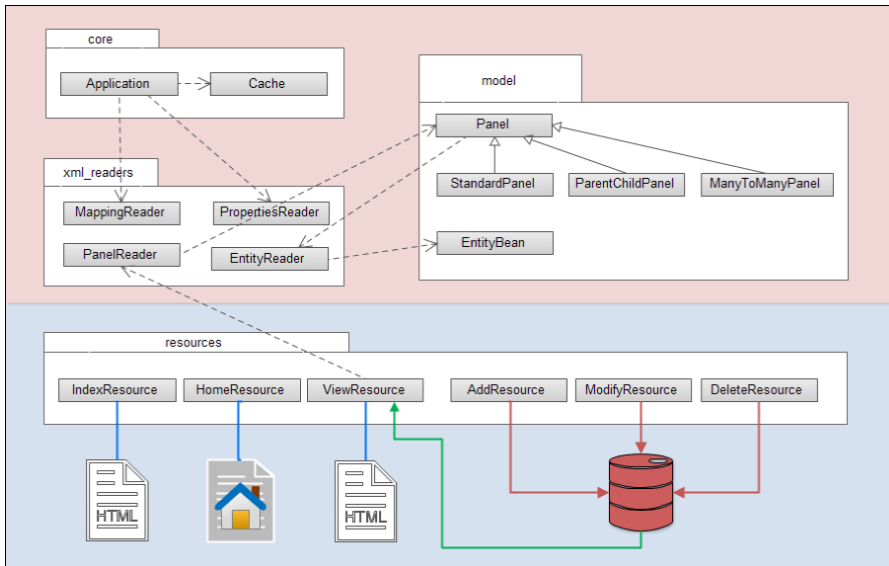 core
Application
Cache
model
Panel
StandardPanel
ParentChildPanel
ManyToManyPanel
EntityBean
xml_readers
MappingReader
PropertiesReader
PanelReader
EntityReader
resources
IndexResource
HomeResource
ViewResource
AddResource
ModifyResource
DeleteResource
HTML
HTML